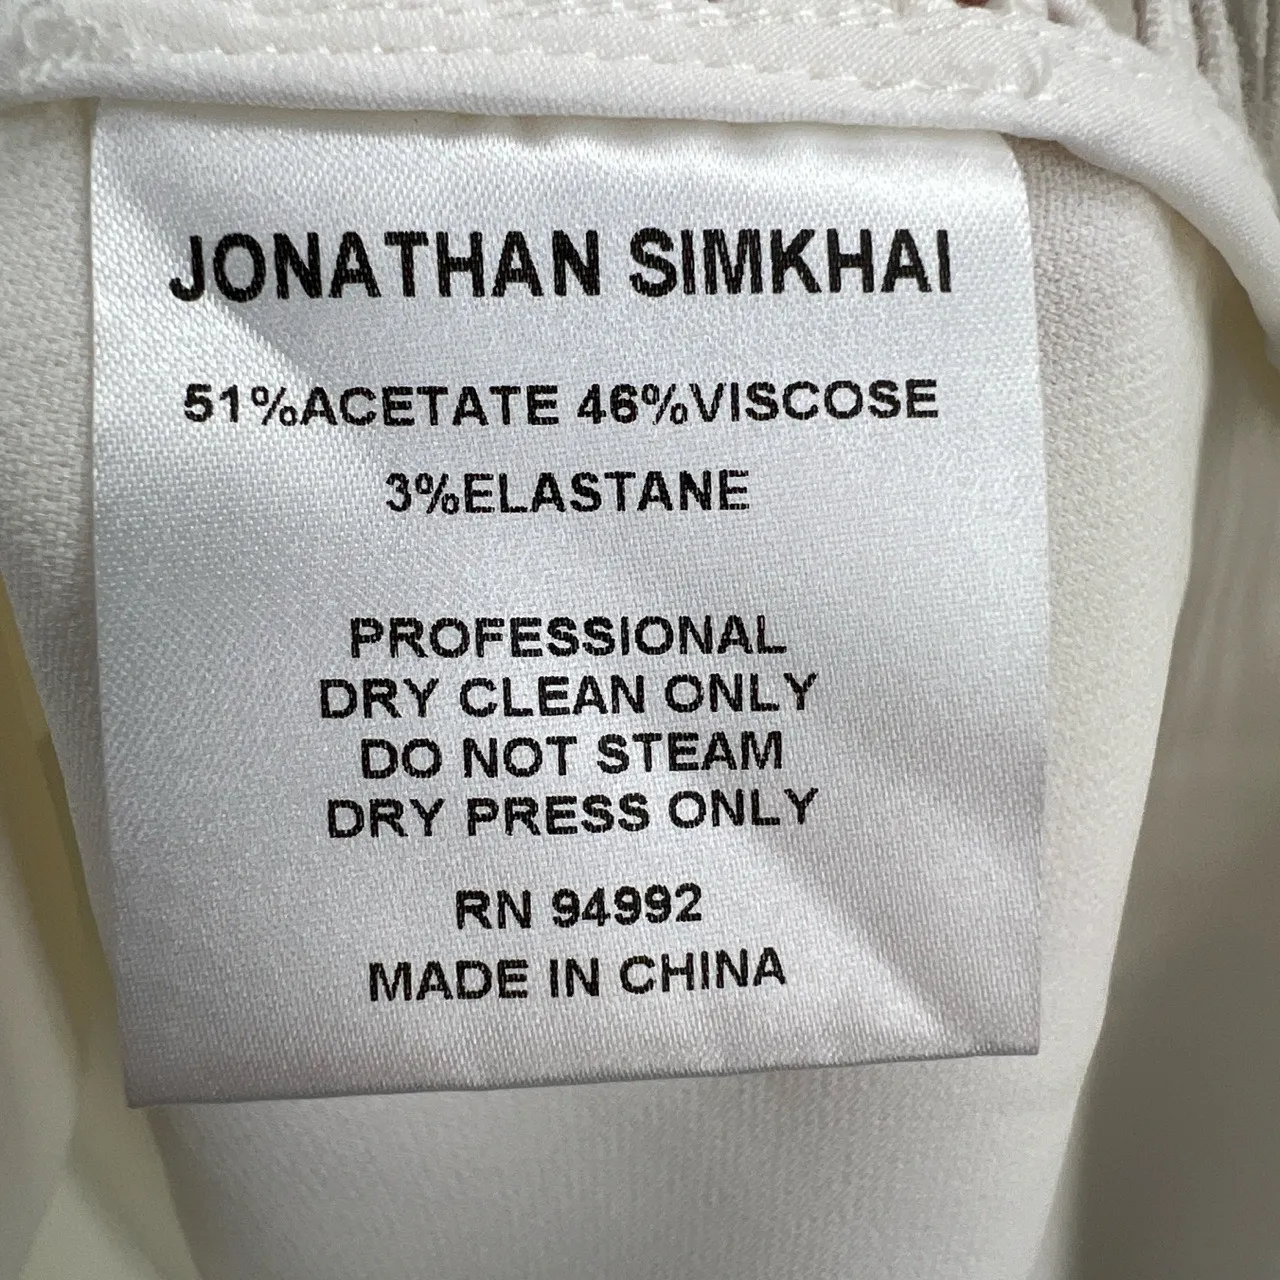 JONATHAN SIMKHAI
51%ACETATE 46%VISCOSE
3%ELASTANE
PROFESSIONAL
DRY CLEAN ONLY
DO NOT STEAM
DRY PRESS ONLY
RN 94992
MADE IN CHINA